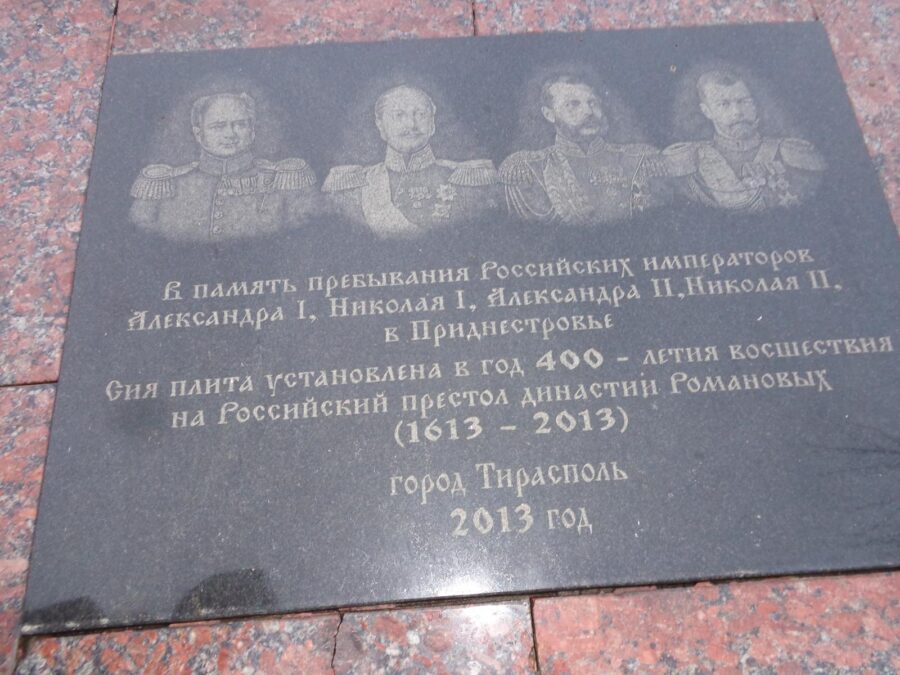 В память пребывания Российских императоров
Александра I, Николая I, Александра II, Николая II,
в Приднестровье
Сия плита установлена в год 400 - летия восшествия
на Российский престол династии Романовых
(1613 - 2013)
город Тирасполь
2013 год